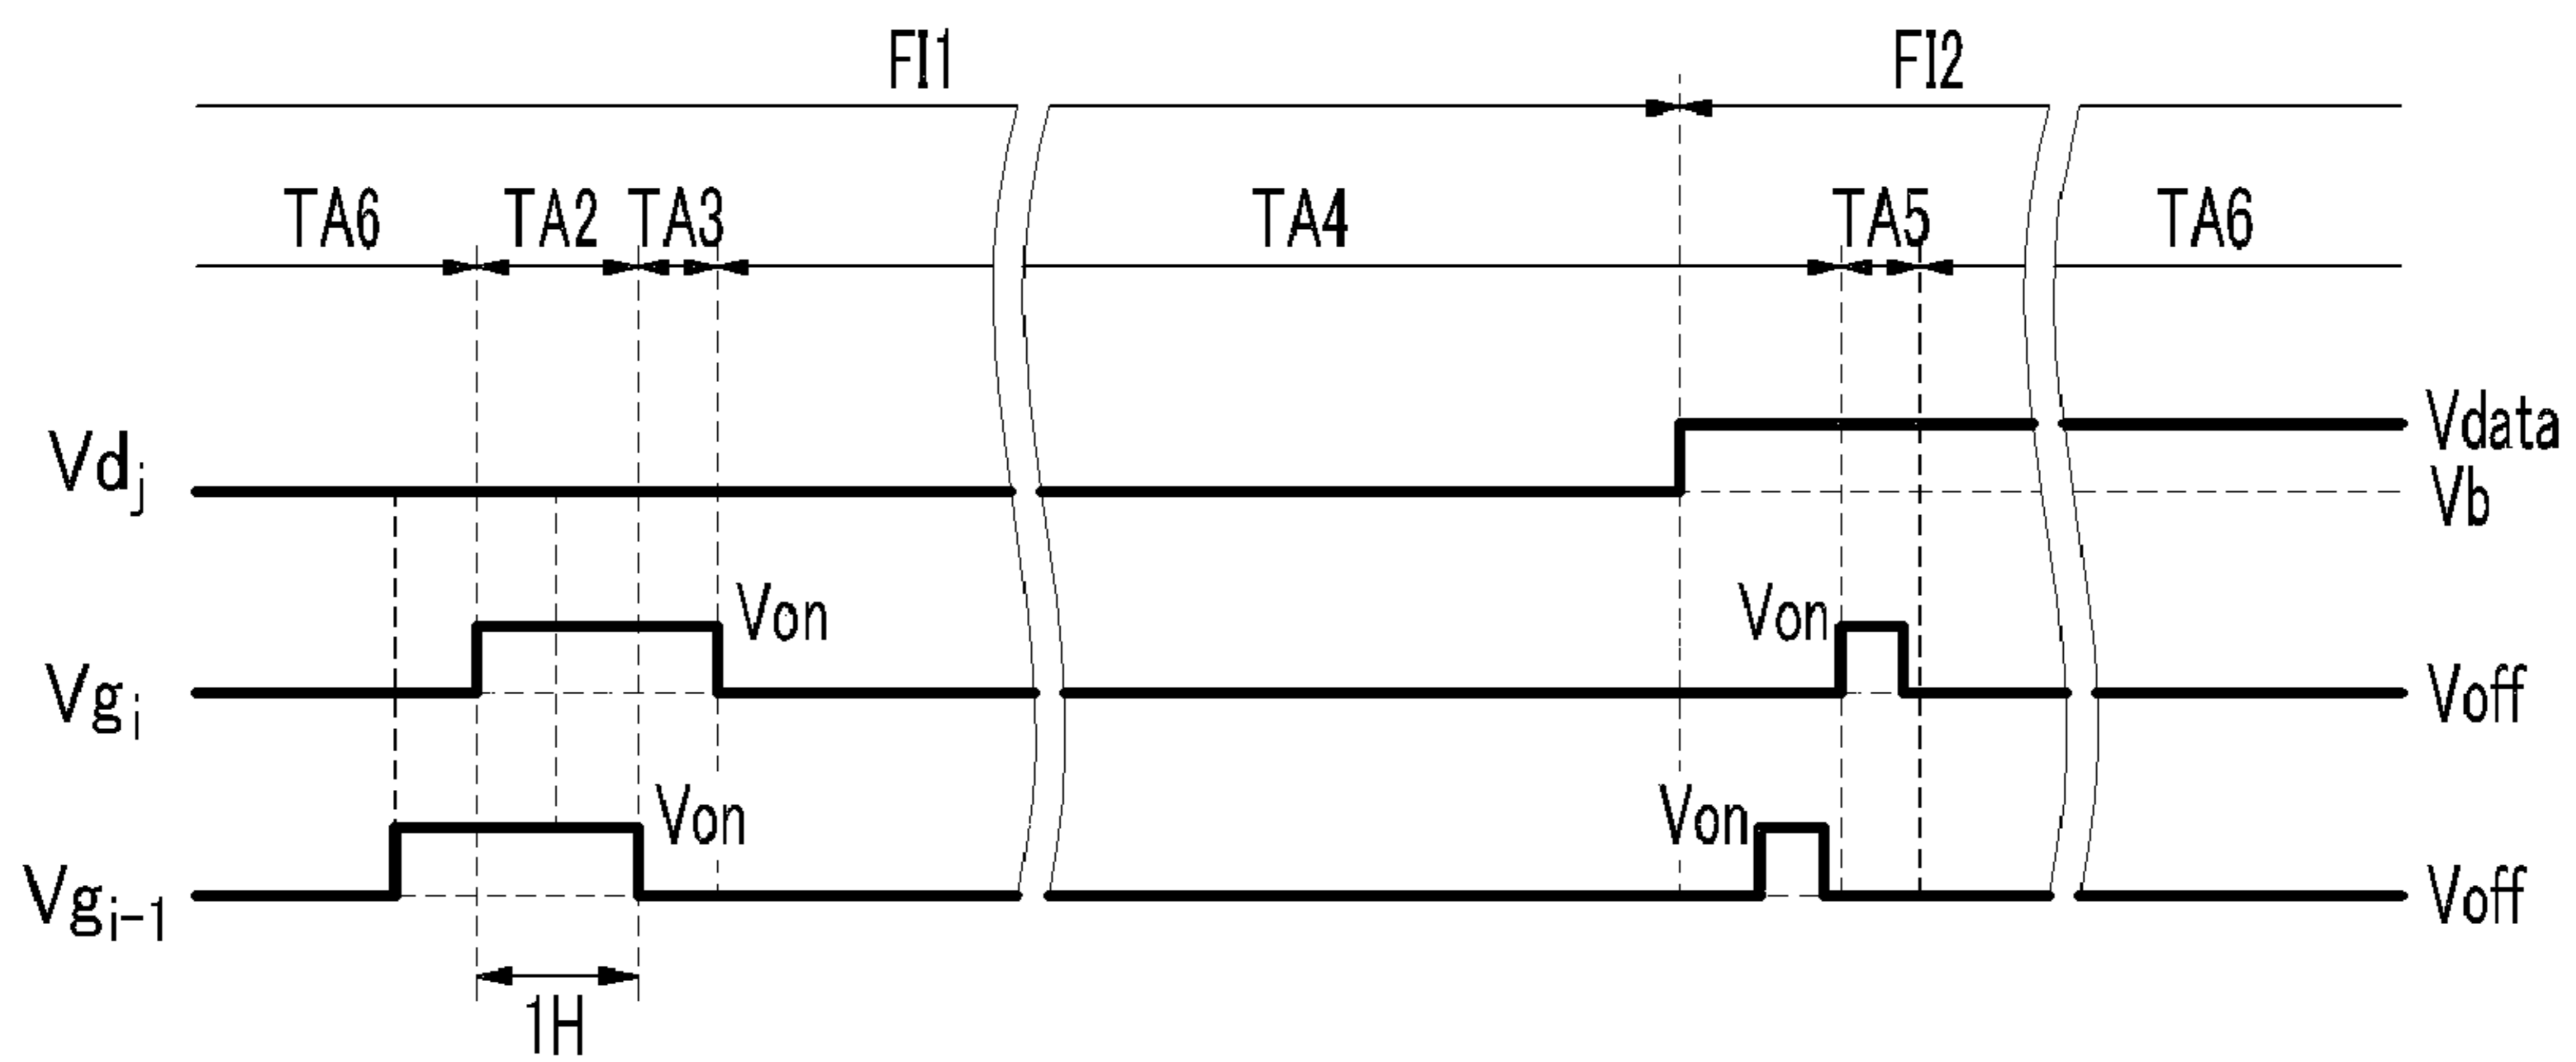 FI1 FI2
TA6 TA2 TA3 TA4 TA5 TA6
Vdj Vdata
Vb
Von Von
Vgi Voff
Von Von
Vgi-1 Voff
1H